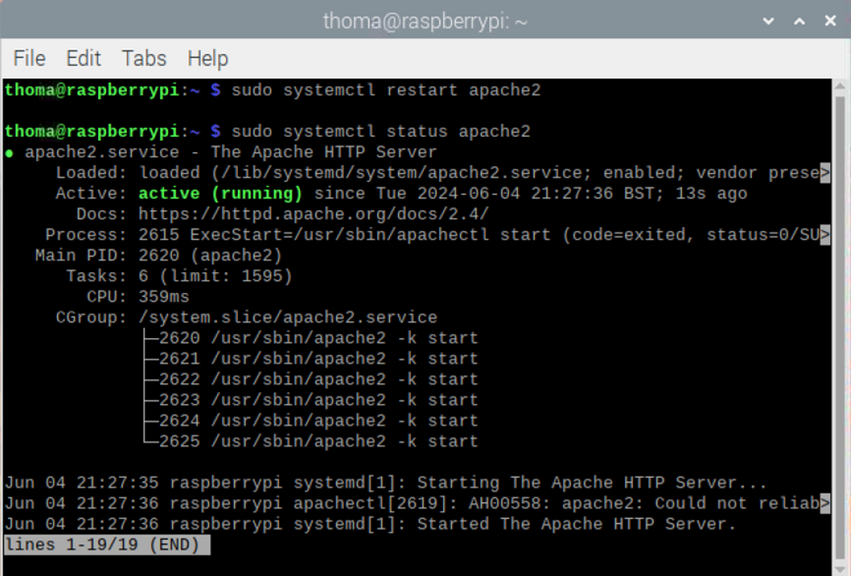 thoma@raspberrypi: ~
File Edit Tabs Help
thoma@raspberrypi:~ $ sudo systemctl restart apache2
thoma@raspberrypi:~ $ sudo systemctl status apache2
● apache2.service - The Apache HTTP Server
     Loaded: loaded (/lib/systemd/system/apache2.service; enabled; vendor prese>
     Active: active (running) since Tue 2024-06-04 21:27:36 BST; 13s ago
       Docs: https://httpd.apache.org/docs/2.4/
    Process: 2615 ExecStart=/usr/sbin/apachectl start (code=exited, status=0/SU>
   Main PID: 2620 (apache2)
      Tasks: 6 (limit: 1595)
        CPU: 359ms
     CGroup: /system.slice/apache2.service
             ├─2620 /usr/sbin/apache2 -k start
             ├─2621 /usr/sbin/apache2 -k start
             ├─2622 /usr/sbin/apache2 -k start
             ├─2623 /usr/sbin/apache2 -k start
             ├─2624 /usr/sbin/apache2 -k start
             └─2625 /usr/sbin/apache2 -k start
Jun 04 21:27:35 raspberrypi systemd[1]: Starting The Apache HTTP Server...
Jun 04 21:27:36 raspberrypi apachectl[2619]: AH00558: apache2: Could not reliab>
Jun 04 21:27:36 raspberrypi systemd[1]: Started The Apache HTTP Server.
lines 1-19/19 (END)